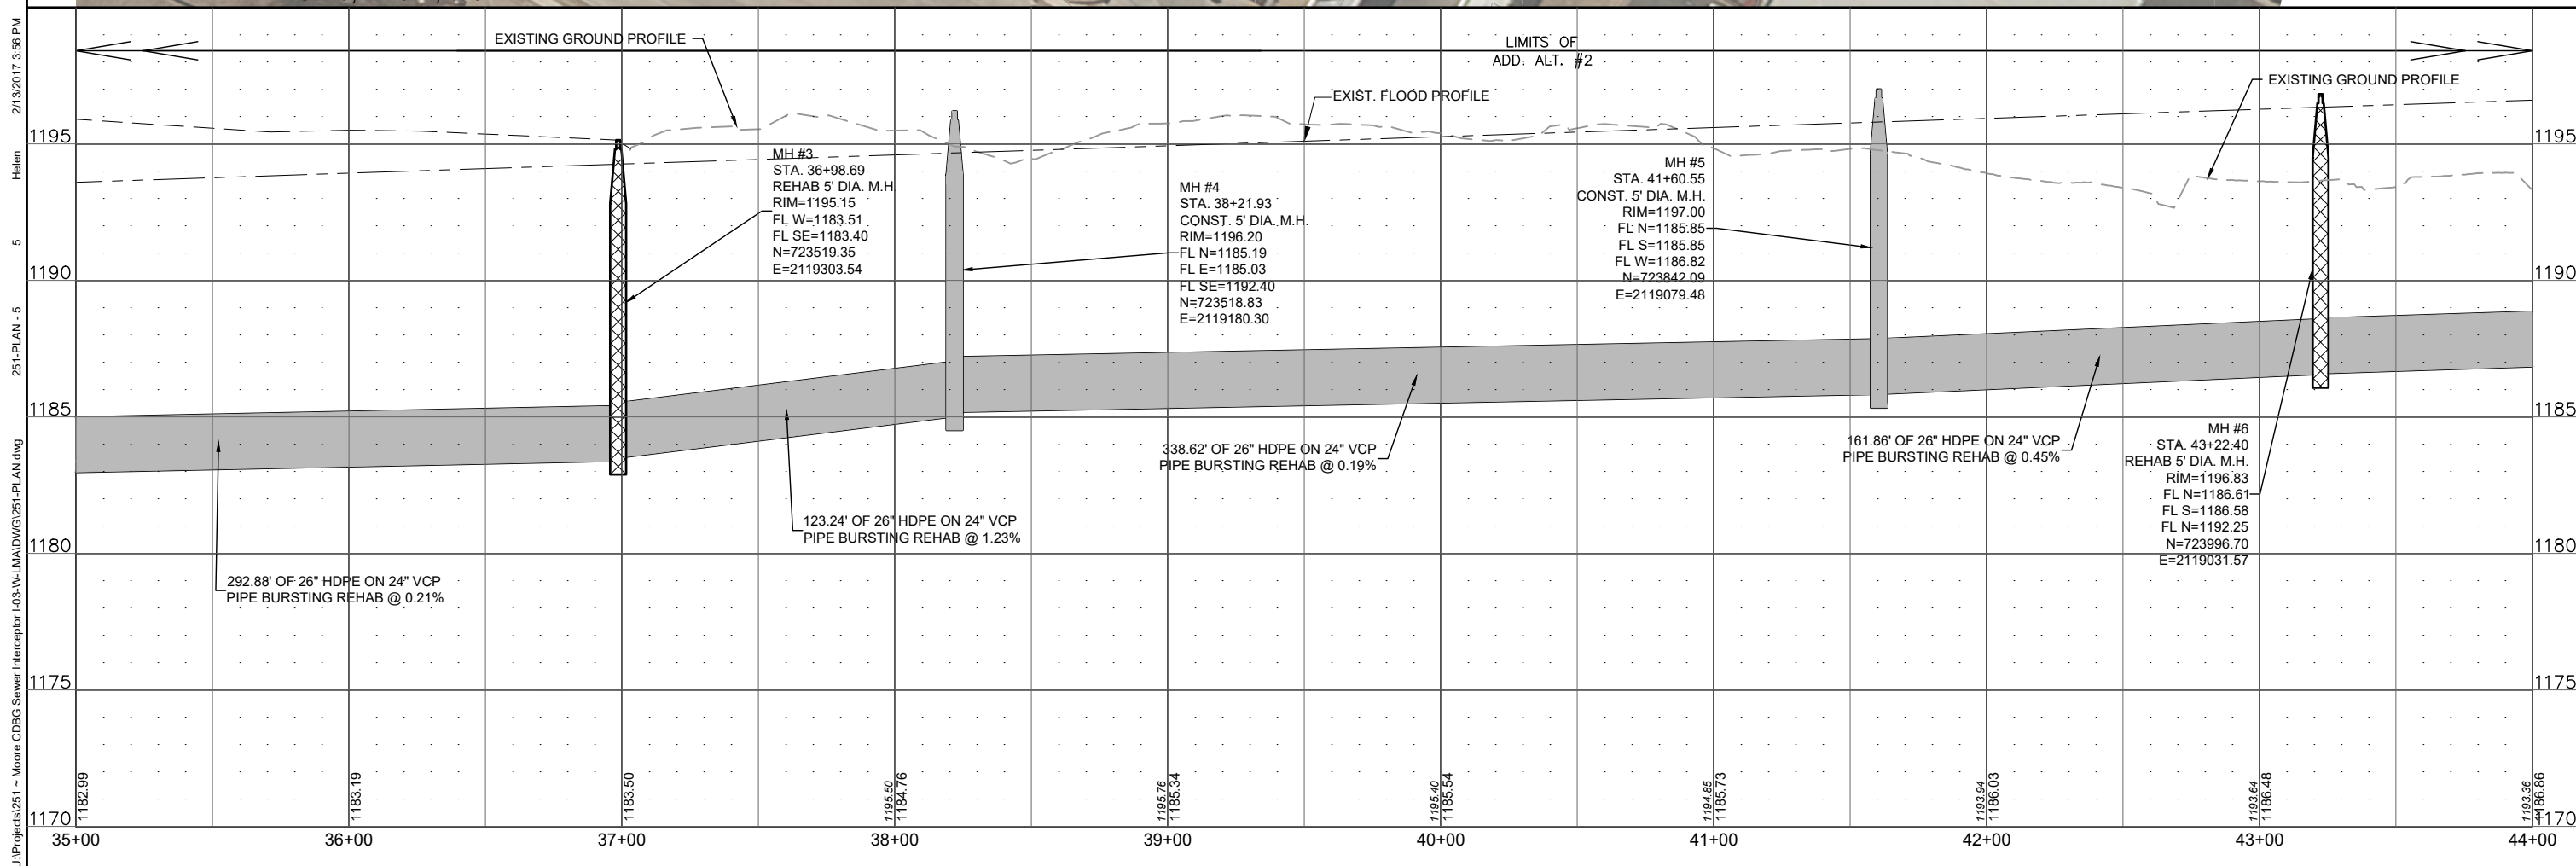 2/13/2017 3:56 PM
Helen
5
251-PLAN - 5
J:\Projects\251 ~ Moore CDBG Sewer Interceptor I-03-W-LMA\DWG\251-PLAN.dwg
EXISTING GROUND PROFILE
LIMITS OF
ADD. ALT. #2
EXIST. FLOOD PROFILE
EXISTING GROUND PROFILE
1195
1195
MH #3
STA. 36+98.69
REHAB 5' DIA. M.H.
RIM=1195.15
FL W=1183.51
FL SE=1183.40
N=723519.35
E=2119303.54
MH #4
STA. 38+21.93
CONST. 5' DIA. M.H.
RIM=1196.20
FL N=1185.19
FL E=1185.03
FL SE=1192.40
N=723518.83
E=2119180.30
MH #5
STA. 41+60.55
CONST. 5' DIA. M.H.
RIM=1197.00
FL N=1185.85
FL S=1185.85
FL W=1186.82
N=723842.09
E=2119079.48
1190
1190
1185
1185
MH #6
STA. 43+22.40
REHAB 5' DIA. M.H.
RIM=1196.83
FL N=1186.61
FL S=1186.58
FL N=1192.25
N=723996.70
E=2119031.57
338.62' OF 26" HDPE ON 24" VCP
PIPE BURSTING REHAB @ 0.19%
161.86' OF 26" HDPE ON 24" VCP
PIPE BURSTING REHAB @ 0.45%
123.24' OF 26" HDPE ON 24" VCP
PIPE BURSTING REHAB @ 1.23%
292.88' OF 26" HDPE ON 24" VCP
PIPE BURSTING REHAB @ 0.21%
1180
1180
1175
1175
1170
1170
1182.99
1183.19
1183.50
1195.50
1184.76
1195.76
1185.34
1195.40
1185.54
1194.85
1185.73
1193.94
1186.03
1193.64
1186.48
1193.36
1186.86
35+00
36+00
37+00
38+00
39+00
40+00
41+00
42+00
43+00
44+00